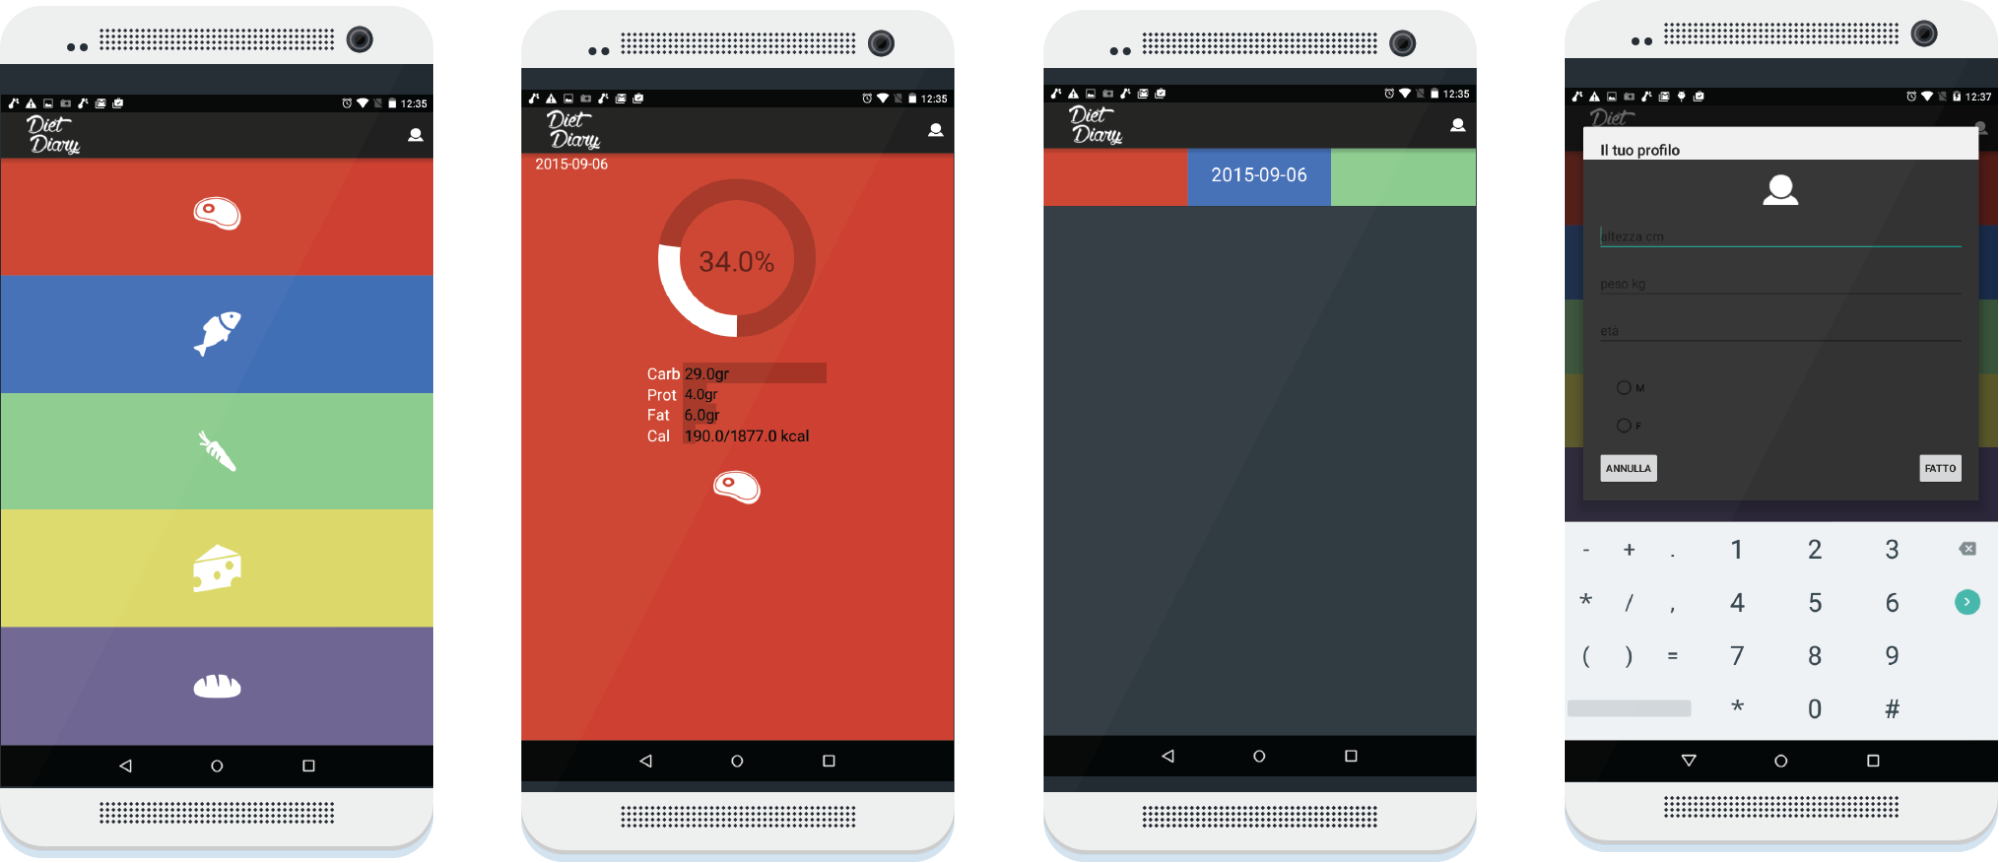 12:35
Diet
Diary
12:35
Diet
Diary
2015-09-06
34.0%
Carb 29.0gr
Prot 4.0gr
Fat 6.0gr
Cal 190.0/1877.0 kcal
12:35
Diet
Diary
2015-09-06
12:37
Diet
Il tuo profilo
altezza cm
peso kg
età
M
F
ANNULLA FATTO
- + . 1 2 3
* / , 4 5 6
( ) = 7 8 9
* 0 #